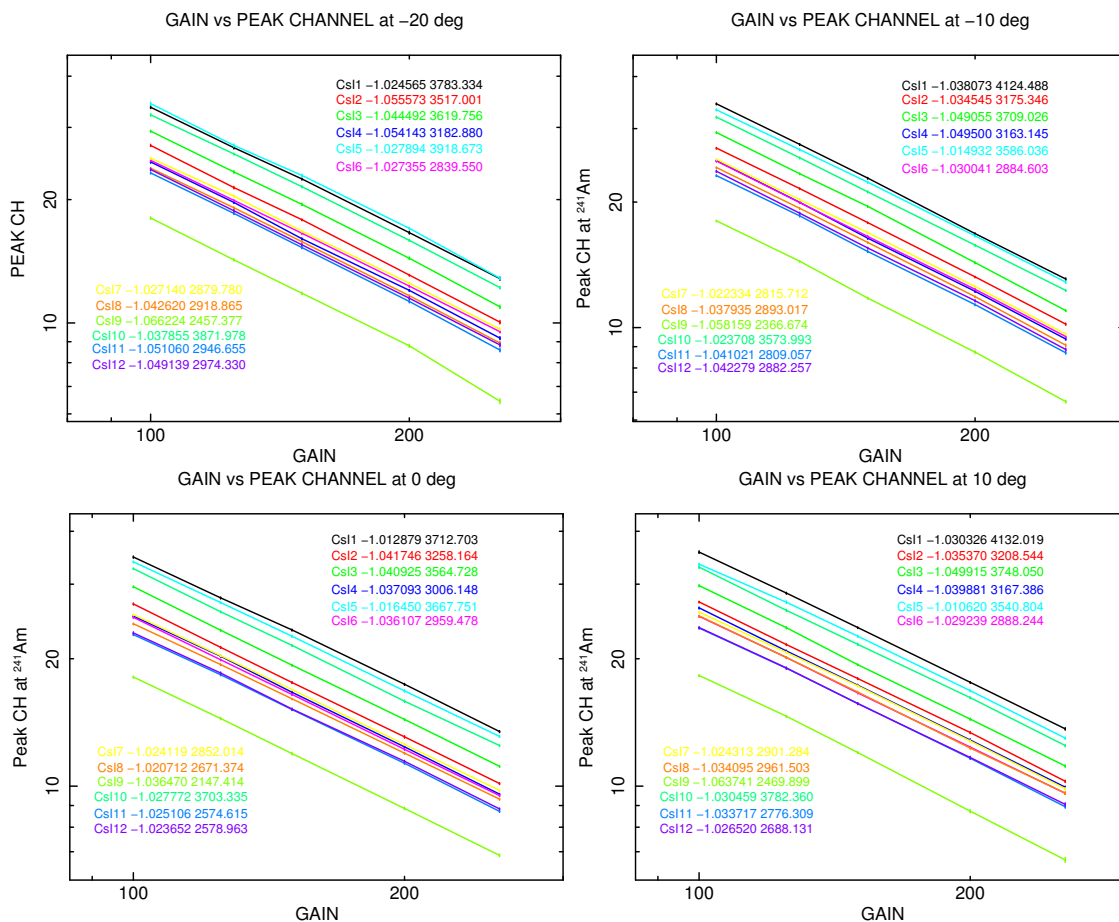 GAIN vs PEAK CHANNEL at −20 deg
PEAK CH
CsI1 −1.024565 3783.334
CsI2 −1.055573 3517.001
CsI3 −1.044492 3619.756
CsI4 −1.054143 3182.880
CsI5 −1.027894 3918.673
CsI6 −1.027355 2839.550
20
CsI7 −1.027140 2879.780
CsI8 −1.042620 2918.865
CsI9 −1.066224 2457.377
10
CsI10 −1.037855 3871.978
CsI11 −1.051060 2946.655
CsI12 −1.049139 2974.330
100
200
GAIN
GAIN vs PEAK CHANNEL at −10 deg
Peak CH at ²⁴¹Am
CsI1 −1.038073 4124.488
CsI2 −1.034545 3175.346
CsI3 −1.049055 3709.026
CsI4 −1.049500 3163.145
CsI5 −1.014932 3586.036
CsI6 −1.030041 2884.603
20
CsI7 −1.022334 2815.712
CsI8 −1.037935 2893.017
CsI9 −1.058159 2366.674
10
CsI10 −1.023708 3573.993
CsI11 −1.041021 2809.057
CsI12 −1.042279 2882.257
100
200
GAIN
GAIN vs PEAK CHANNEL at 0 deg
Peak CH at ²⁴¹Am
CsI1 −1.012879 3712.703
CsI2 −1.041746 3258.164
CsI3 −1.040925 3564.728
CsI4 −1.037093 3006.148
CsI5 −1.016450 3667.751
CsI6 −1.036107 2959.478
20
CsI7 −1.024119 2852.014
CsI8 −1.020712 2671.374
CsI9 −1.036470 2147.414
10
CsI10 −1.027772 3703.335
CsI11 −1.025106 2574.615
CsI12 −1.023652 2578.963
100
200
GAIN
GAIN vs PEAK CHANNEL at 10 deg
Peak CH at ²⁴¹Am
CsI1 −1.030326 4132.019
CsI2 −1.035370 3208.544
CsI3 −1.049915 3748.050
CsI4 −1.039881 3167.386
CsI5 −1.010620 3540.804
CsI6 −1.029239 2888.244
20
CsI7 −1.024313 2901.284
CsI8 −1.034095 2961.503
CsI9 −1.063741 2469.899
10
CsI10 −1.030459 3782.360
CsI11 −1.033717 2776.309
CsI12 −1.026520 2688.131
100
200
GAIN